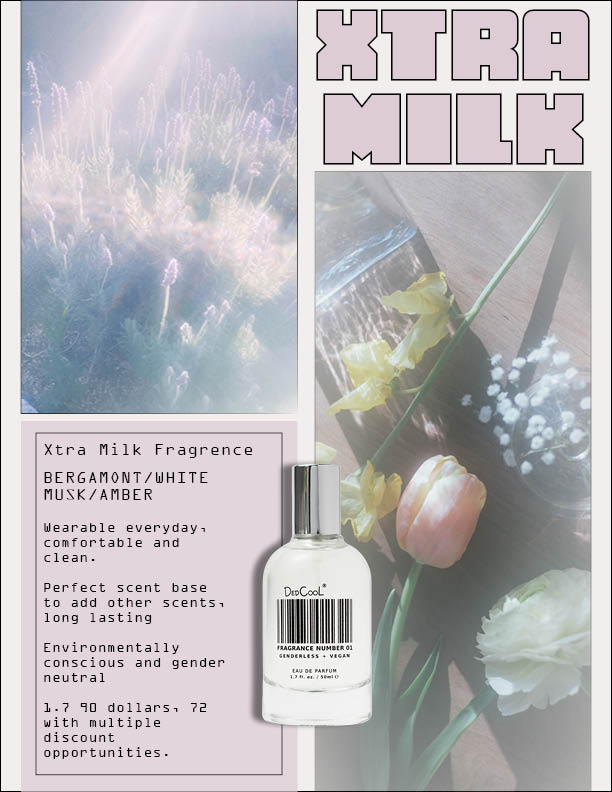 XTRA
MILK
Xtra Milk Fragrence
BERGAMONT/WHITE
MUSK/AMBER
Wearable everyday,
comfortable and
clean.
Perfect scent base
to add other scents,
long lasting
Environmentally
conscious and gender
neutral
1.7 90 dollars, 72
with multiple
discount
opportunities.
DedCool®
FRAGRANCE NUMBER 01
GENDERLESS + VEGAN
EAU DE PARFUM
1.7 fl. oz. / 50ml ℮